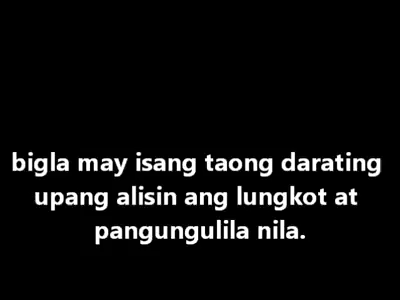 bigla may isang taong darating
upang alisin ang lungkot at
pangungulila nila.